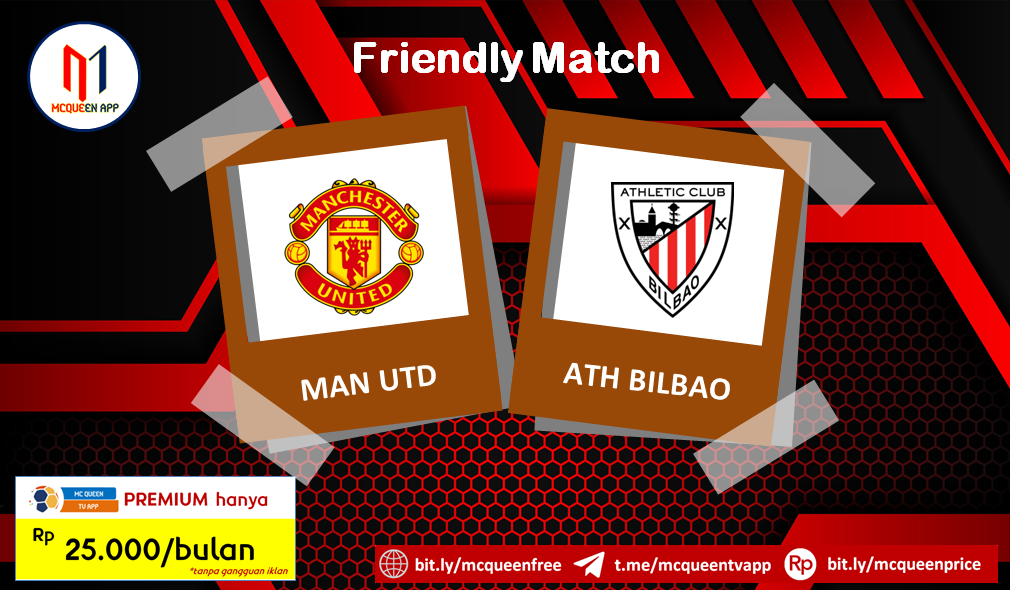 MCQUEEN APP
Friendly Match
MANCHESTER
UNITED
ATHLETIC CLUB
BILBAO
MAN UTD
ATH BILBAO
MC QUEEN
TV APP
PREMIUM hanya
Rp 25.000/bulan
*tanpa gangguan iklan
bit.ly/mcqueenfree
t.me/mcqueentvapp
Rp
bit.ly/mcqueenprice